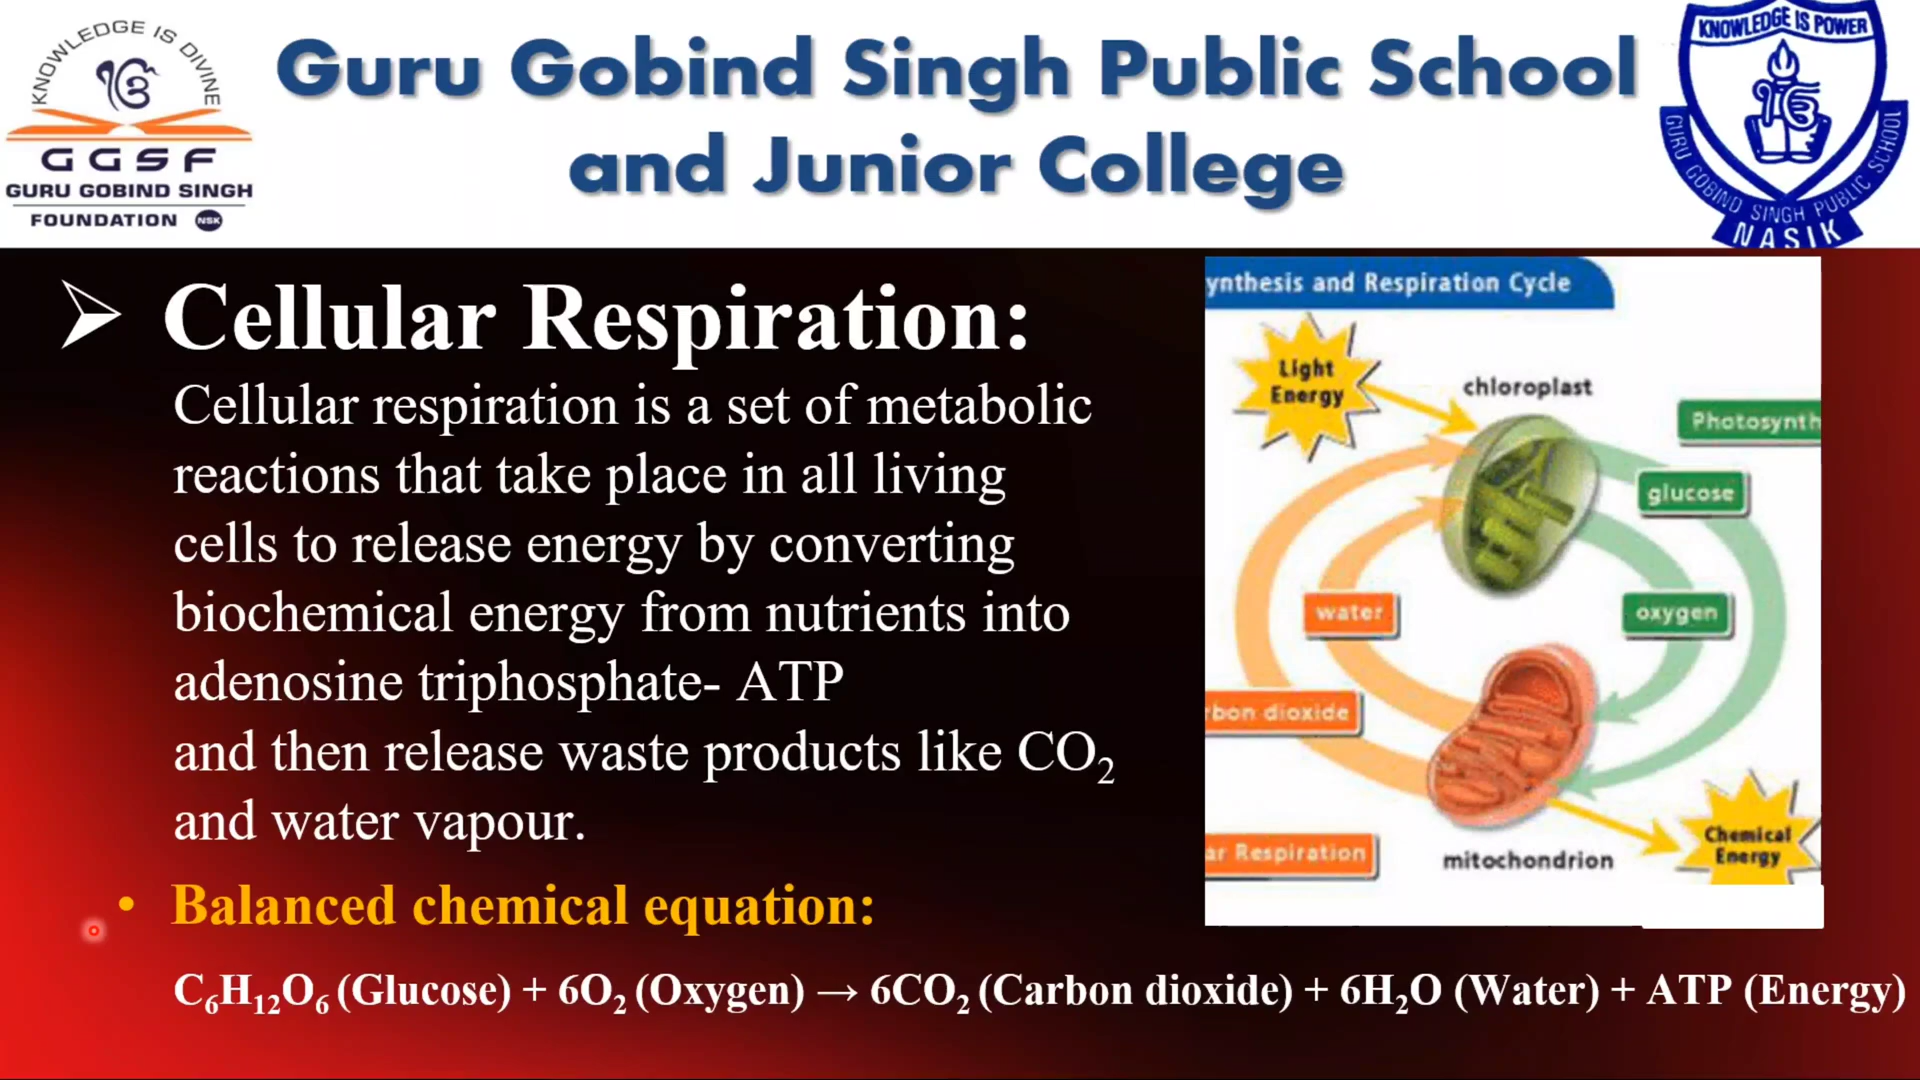 KNOWLEDGE IS DIVINE
GGSF
GURU GOBIND SINGH
FOUNDATION NSK
Guru Gobind Singh Public School
and Junior College
KNOWLEDGE IS POWER
GURU GOBIND SINGH PUBLIC SCHOOL
NASIK
➢ Cellular Respiration:
Cellular respiration is a set of metabolic
reactions that take place in all living
cells to release energy by converting
biochemical energy from nutrients into
adenosine triphosphate- ATP
and then release waste products like CO₂
and water vapour.
• Balanced chemical equation:
C₆H₁₂O₆ (Glucose) + 6O₂ (Oxygen) → 6CO₂ (Carbon dioxide) + 6H₂O (Water) + ATP (Energy)
ynthesis and Respiration Cycle
Light
Energy
chloroplast
Photosynth
glucose
water
oxygen
rbon dioxide
Chemical
Energy
ar Respiration
mitochondrion